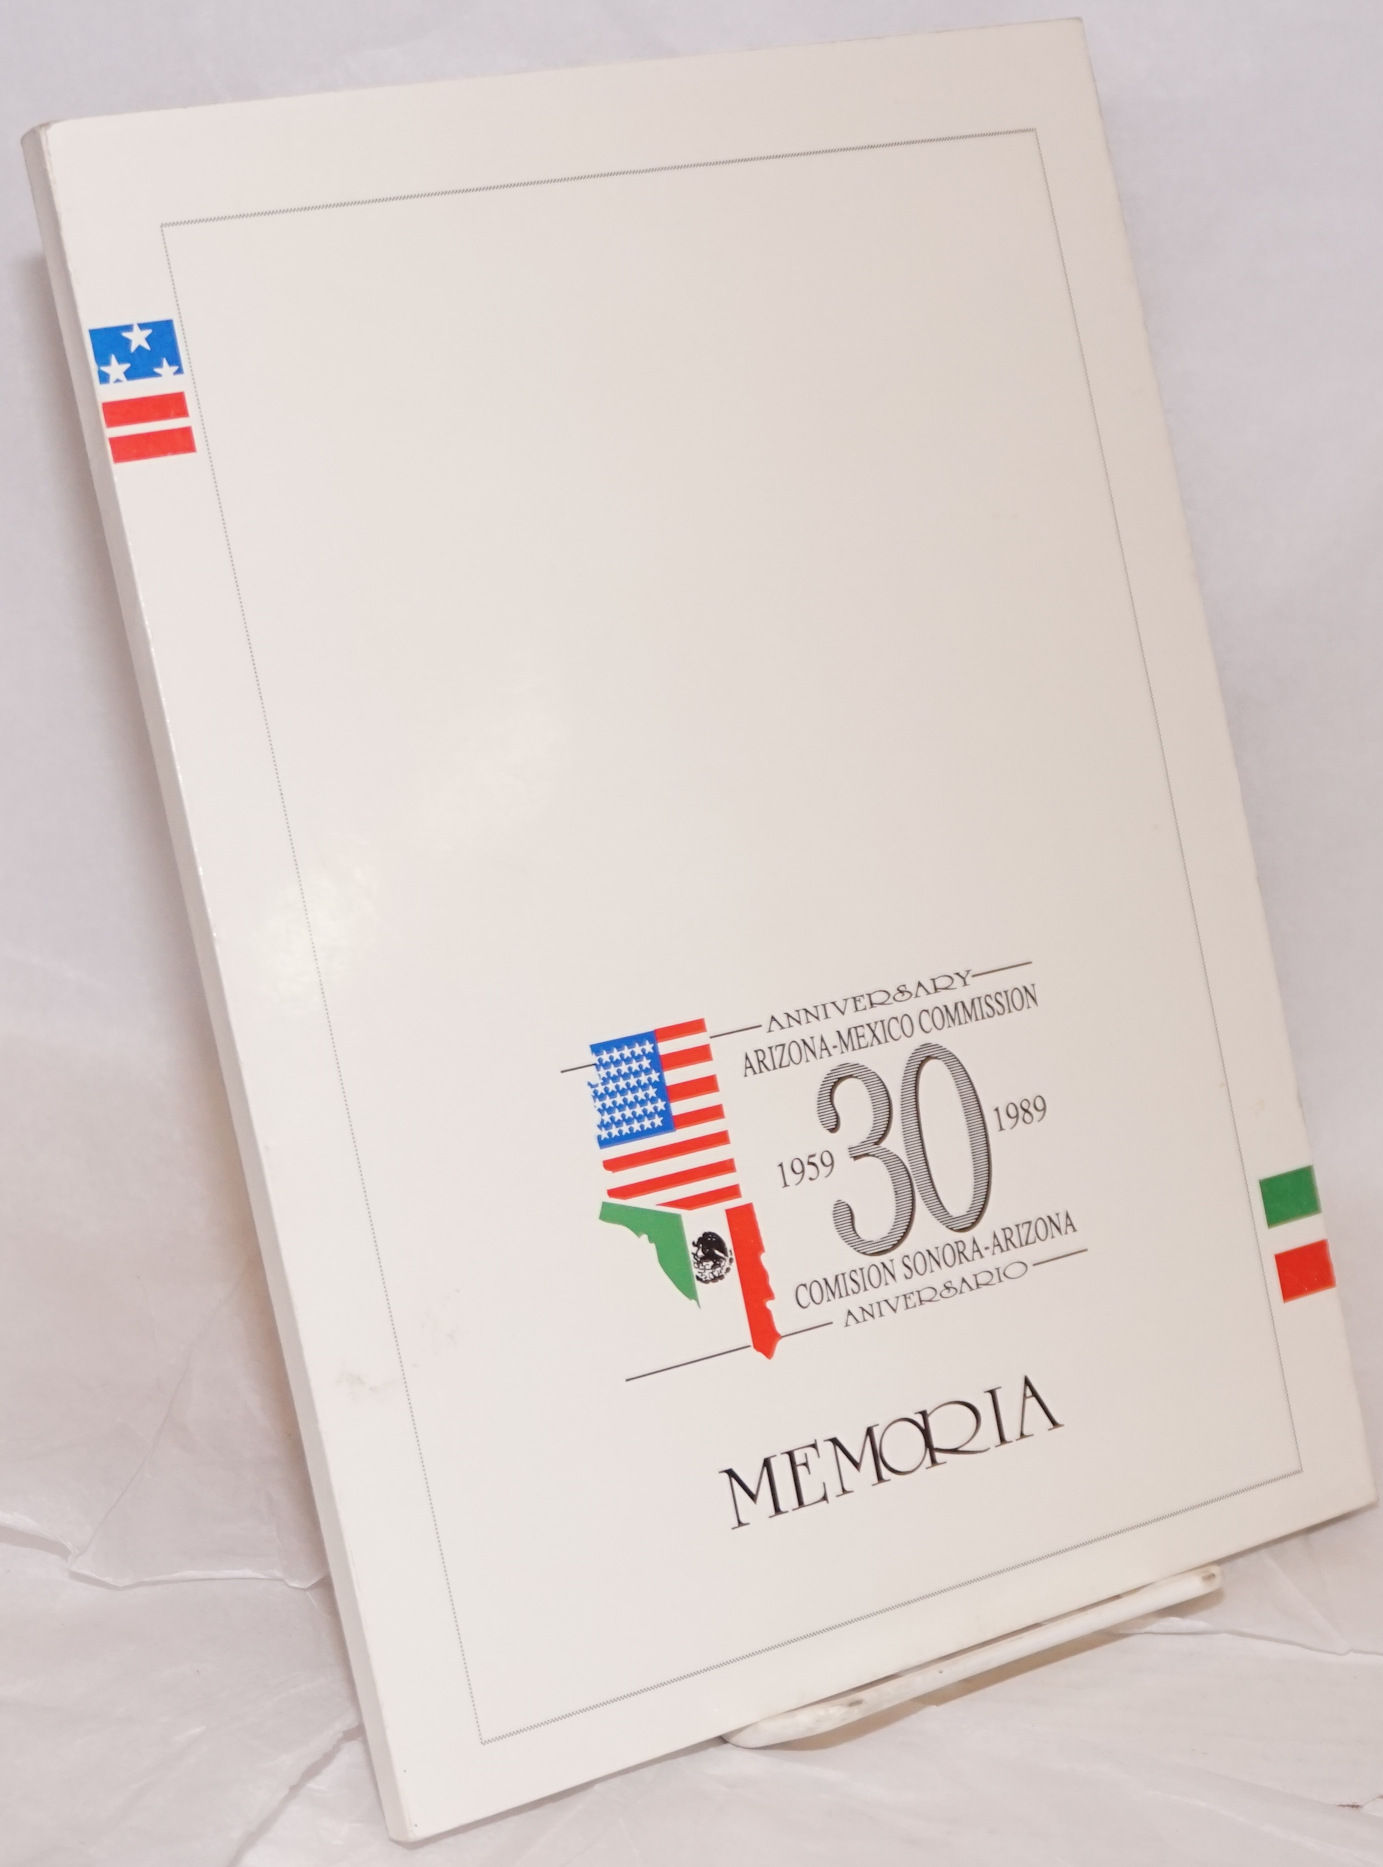 ANNIVERSARY
ARIZONA-MEXICO COMMISSION
1959 30 1989
COMISION SONORA-ARIZONA
ANIVERSARIO
MEMORIA